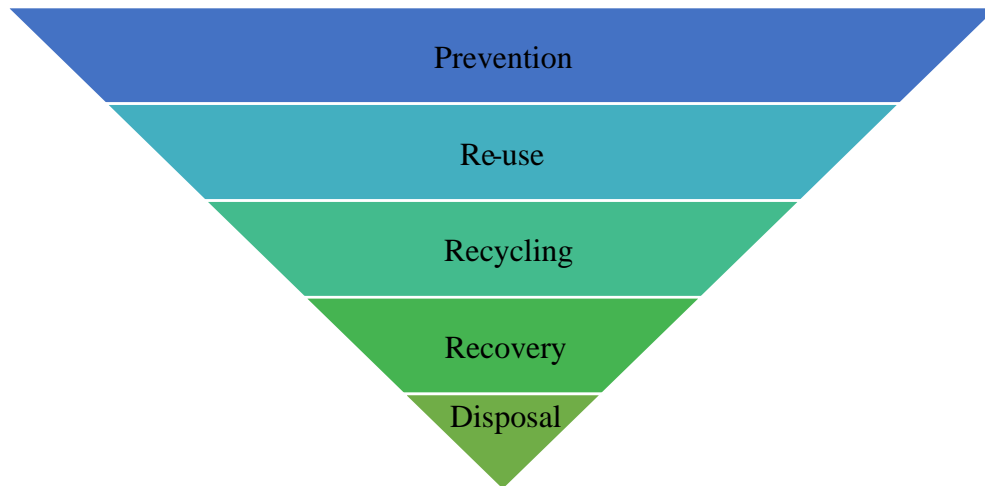 Prevention
Re-use
Recycling
Recovery
Disposal